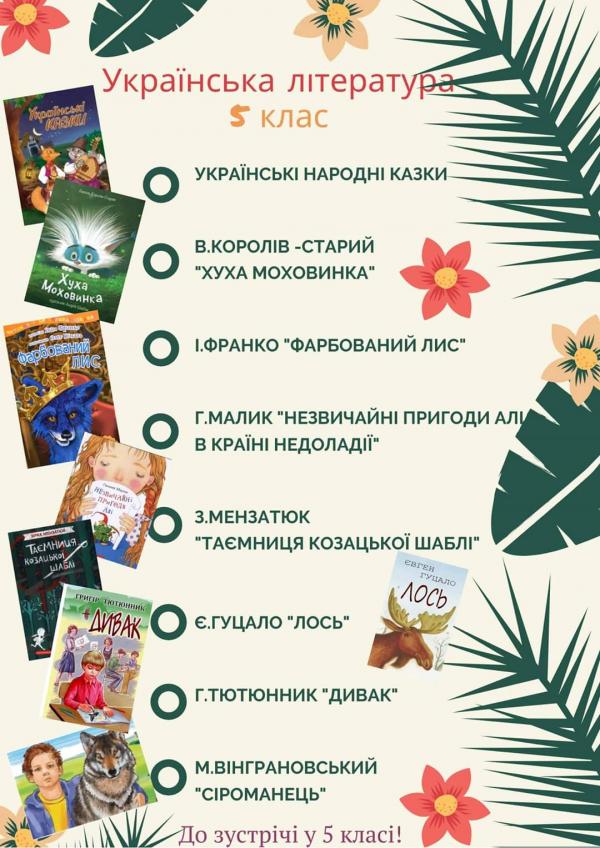 Українська література
5 клас
Українські
КАЗКИ
УКРАЇНСЬКІ НАРОДНІ КАЗКИ
Хуха
Моховинка
В.КОРОЛІВ -СТАРИЙ
"ХУХА МОХОВИНКА"
Фарбований
ЛИС
І.ФРАНКО "ФАРБОВАНИЙ ЛИС"
Г.МАЛИК "НЕЗВИЧАЙНІ ПРИГОДИ АЛІ
В КРАЇНІ НЕДОЛАДІЇ"
НЕЗВИЧАЙНІ
ПРИГОДИ
Алі
З.МЕНЗАТЮК
"ТАЄМНИЦЯ КОЗАЦЬКОЇ ШАБЛІ"
ТАЄМНИЦЯ
КОЗАЦЬКОЇ
ШАБЛІ
ЄВГЕН
ГУЦАЛО
ЛОСЬ
Є.ГУЦАЛО "ЛОСЬ"
ГРИГІР ТЮТЮННИК
ДИВАК
Г.ТЮТЮННИК "ДИВАК"
М.ВІНГРАНОВСЬКИЙ
"СІРОМАНЕЦЬ"
До зустрічі у 5 класі!